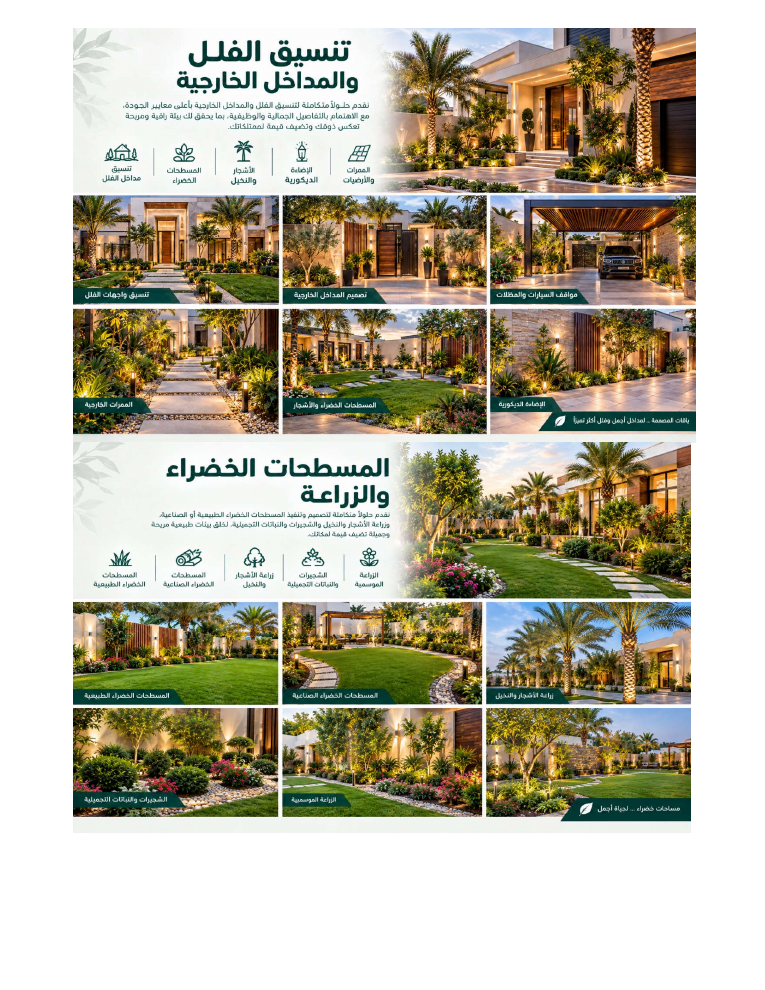 تنسيق الفلل
والمداخل الخارجية
نقدم حلولاً متكاملة لتنسيق الفلل والمداخل الخارجية بأعلى معايير الجودة،
مع الاهتمام بالتفاصيل الجمالية والوظيفية، بما يحقق لك بيئة راقية ومريحة
تعكس ذوقك وتضيف قيمة لممتلكاتك.
الممرات
والأرضيات
الإضاءة
الديكورية
الأشجار
والنخيل
المسطحات
الخضراء
تنسيق
مداخل الفلل
مواقف السيارات والمظلات
تصميم المداخل الخارجية
تنسيق واجهات الفلل
الإضاءة الديكورية
باقات المصممة .. لمداخل أجمل وفلل أكثر تميزاً
المسطحات الخضراء والأشجار
الممرات الخارجية
المسطحات الخضراء
والزراعة
نقدم حلولاً متكاملة لتصميم وتنفيذ المسطحات الخضراء الطبيعية أو الصناعية،
وزراعة الأشجار والنخيل والشجيرات والنباتات التجميلية، لخلق بيئات طبيعية مريحة
وجميلة تضيف قيمة لمكانك.
الزراعة
الموسمية
الشجيرات
والنباتات التجميلية
زراعة الأشجار
والنخيل
المسطحات
الخضراء الصناعية
المسطحات
الخضراء الطبيعية
زراعة الأشجار والنخيل
المسطحات الخضراء الصناعية
المسطحات الخضراء الطبيعية
مساحات خضراء ... لحياة أجمل
الزراعة الموسمية
الشجيرات والنباتات التجميلية